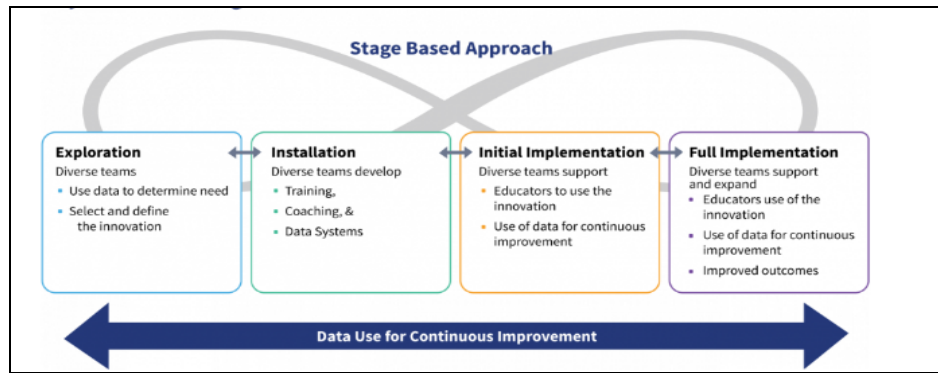 Stage Based Approach
Exploration
Diverse teams
Use data to determine need
Select and define
the innovation
Installation
Diverse teams develop
Training,
Coaching, &
Data Systems
Initial Implementation
Diverse teams support
Educators to use the
innovation
Use of data for continuous
improvement
Full Implementation
Diverse teams support
and expand
Educators use of the
innovation
Use of data for continuous
improvement
Improved outcomes
Data Use for Continuous Improvement